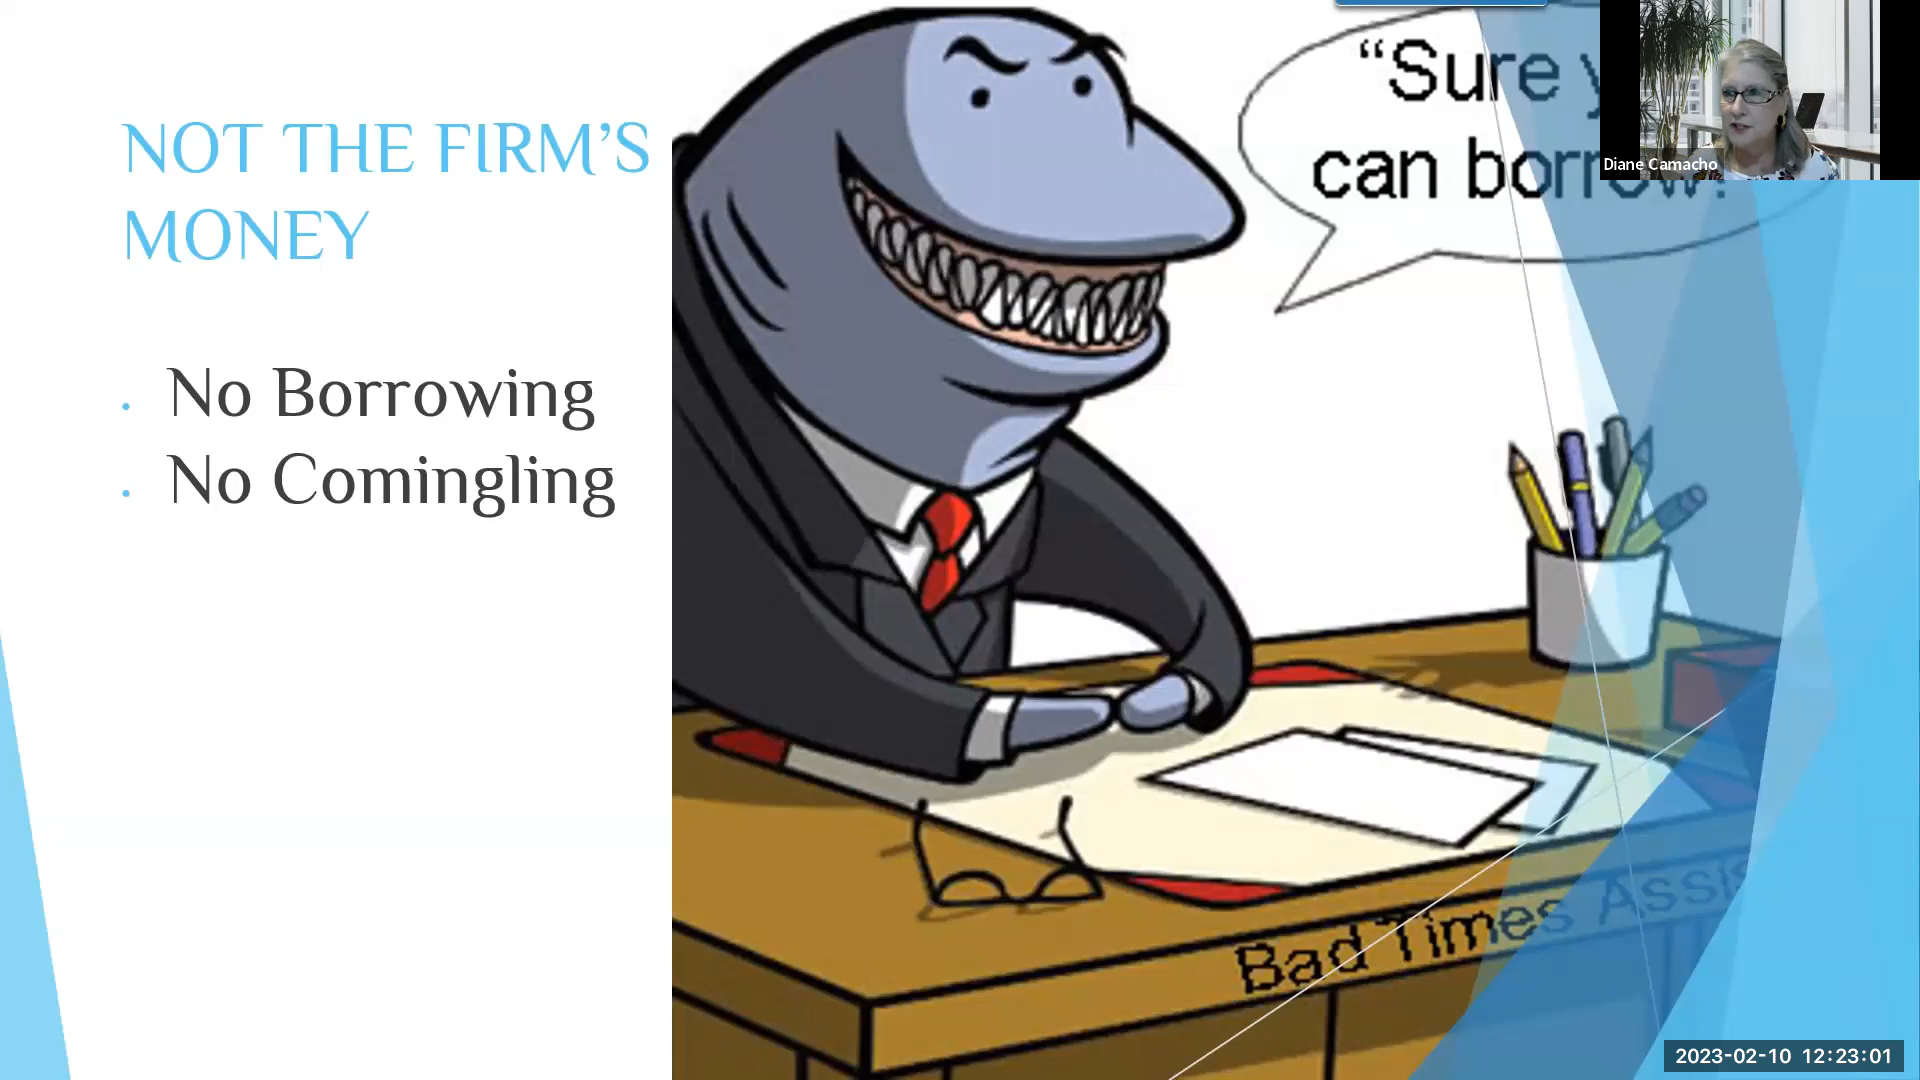 NOT THE FIRM’S
MONEY
No Borrowing
No Comingling
“Sure
can borrow!
Bad Times
Diane Camacho
2023-02-10 12:23:01